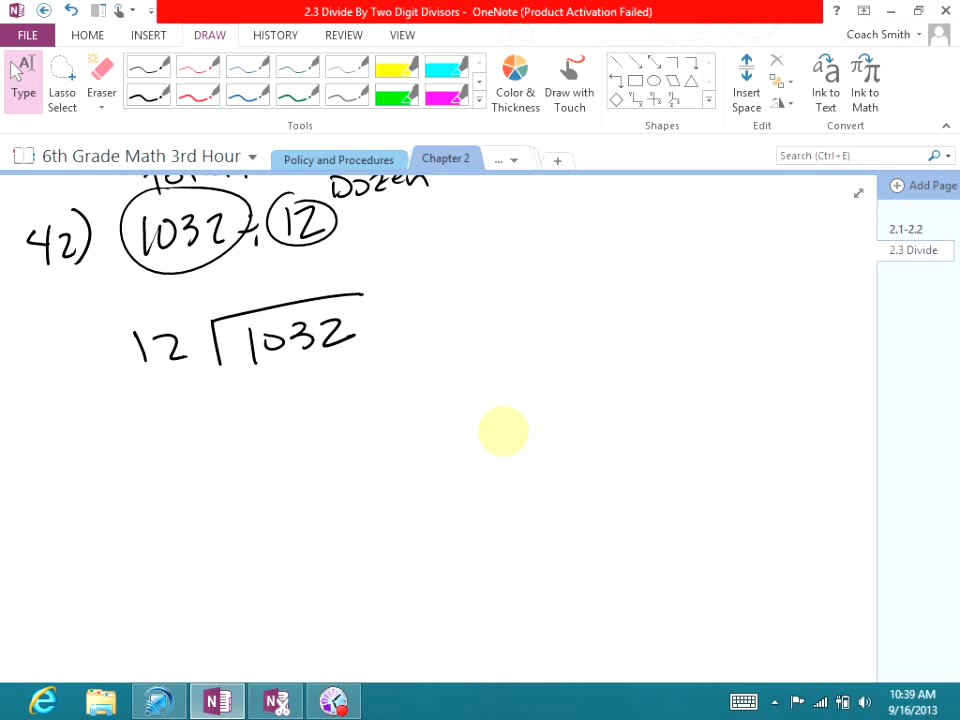 2.3 Divide By Two Digit Divisors - OneNote (Product Activation Failed)
?
FILE HOME INSERT DRAW HISTORY REVIEW VIEW
Coach Smith
Type
Lasso Select
Eraser
Color & Thickness
Draw with Touch
Insert Space
Ink to Text
Ink to Math
Tools Shapes Edit Convert
6th Grade Math 3rd Hour
Policy and Procedures
Chapter 2
...
+
Search (Ctrl+E)
Add Page
2.1-2.2
2.3 Divide
Dozen
42) 1032 ÷ 12
12 1032
10:39 AM
9/16/2013